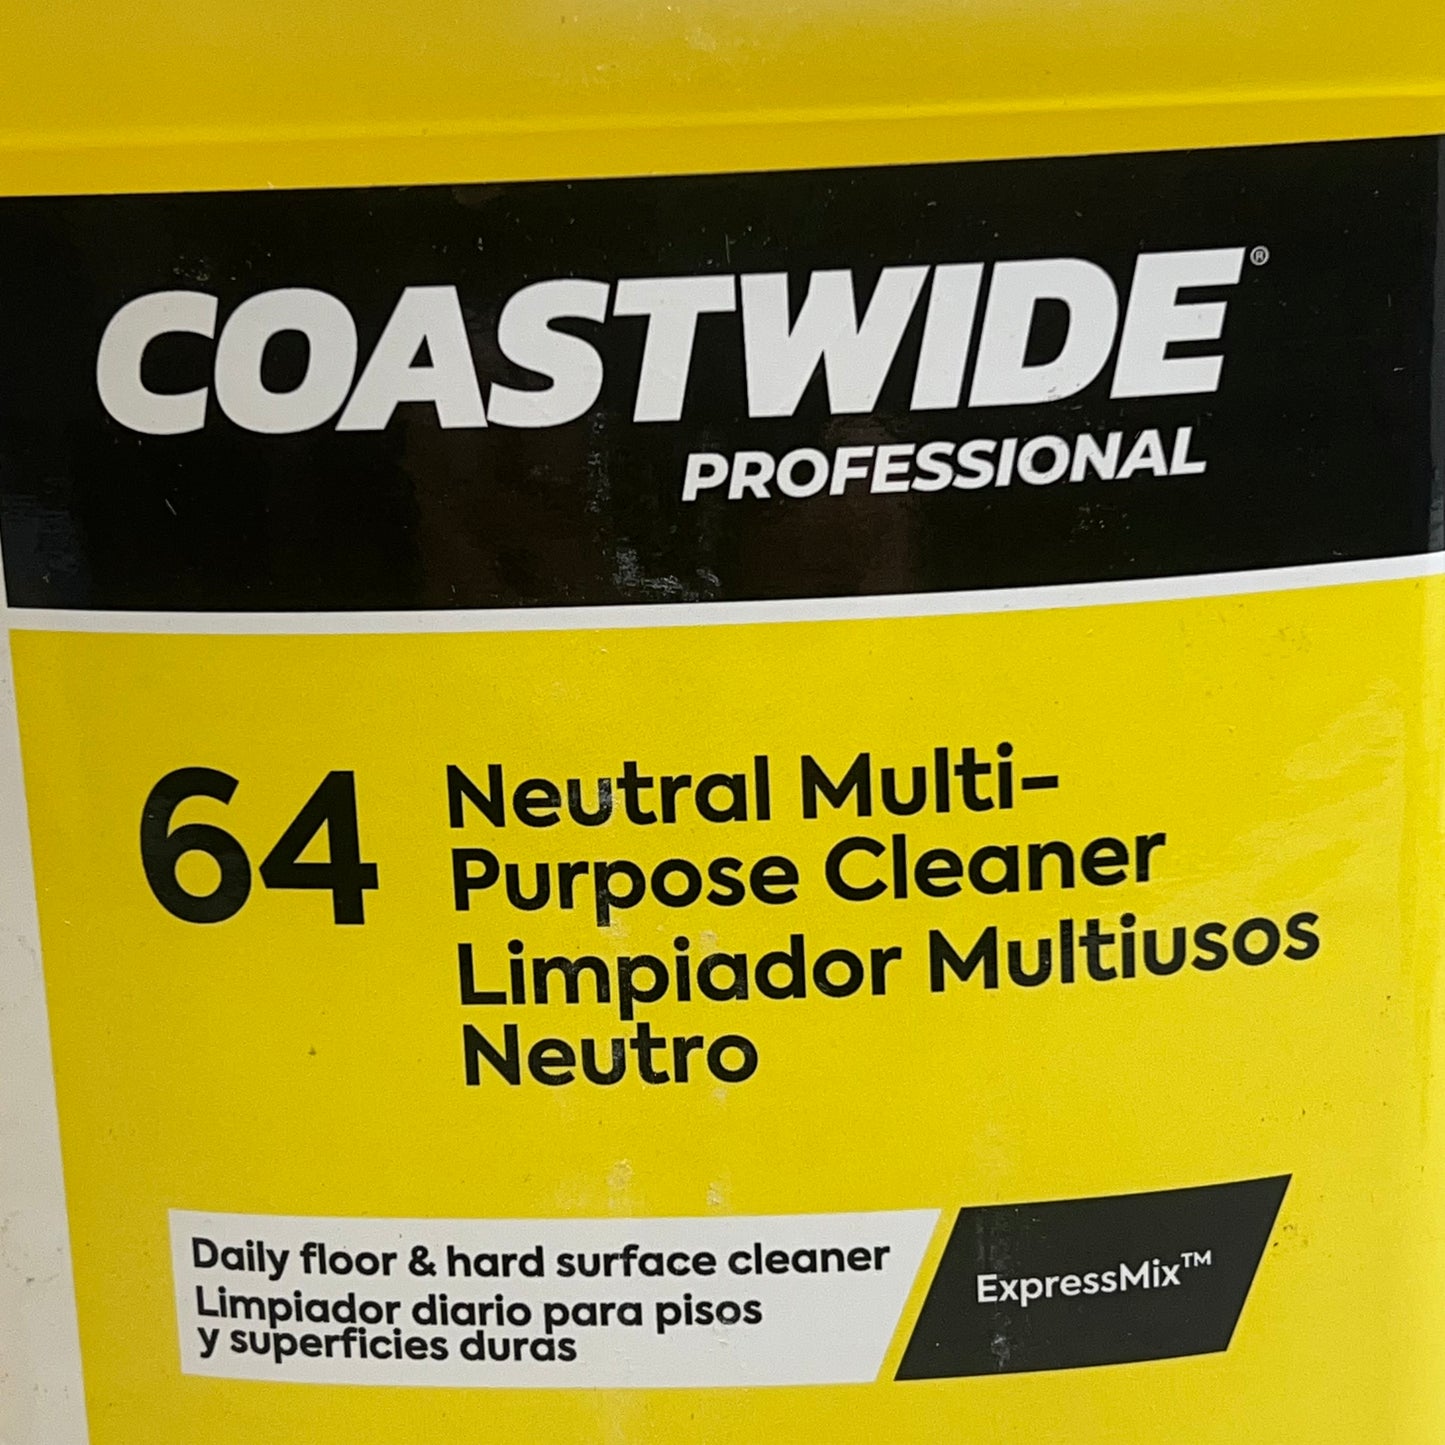 COASTWIDE®
PROFESSIONAL
64 Neutral Multi-
Purpose Cleaner
Limpiador Multiusos
Neutro
Daily floor & hard surface cleaner
Limpiador diario para pisos
y superficies duras
ExpressMix™